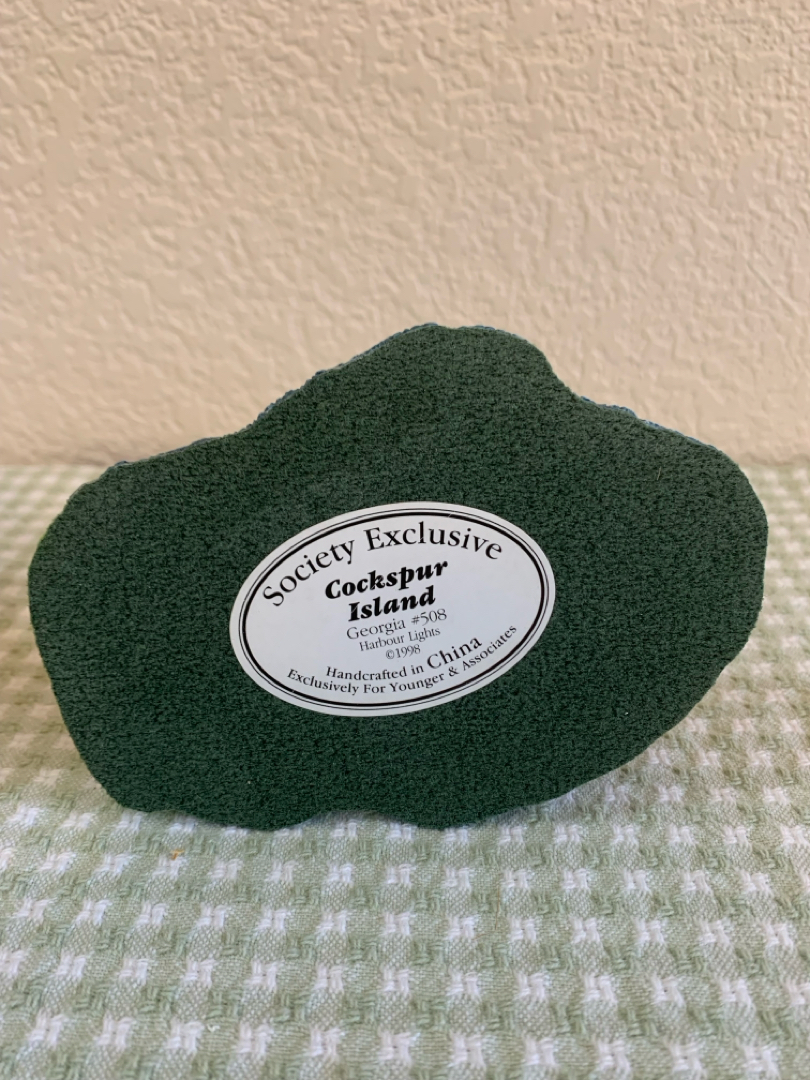 Society Exclusive
Cockspur
Island
Georgia #508
Harbour Lights
©1998
Handcrafted in China
Exclusively For Younger & Associates